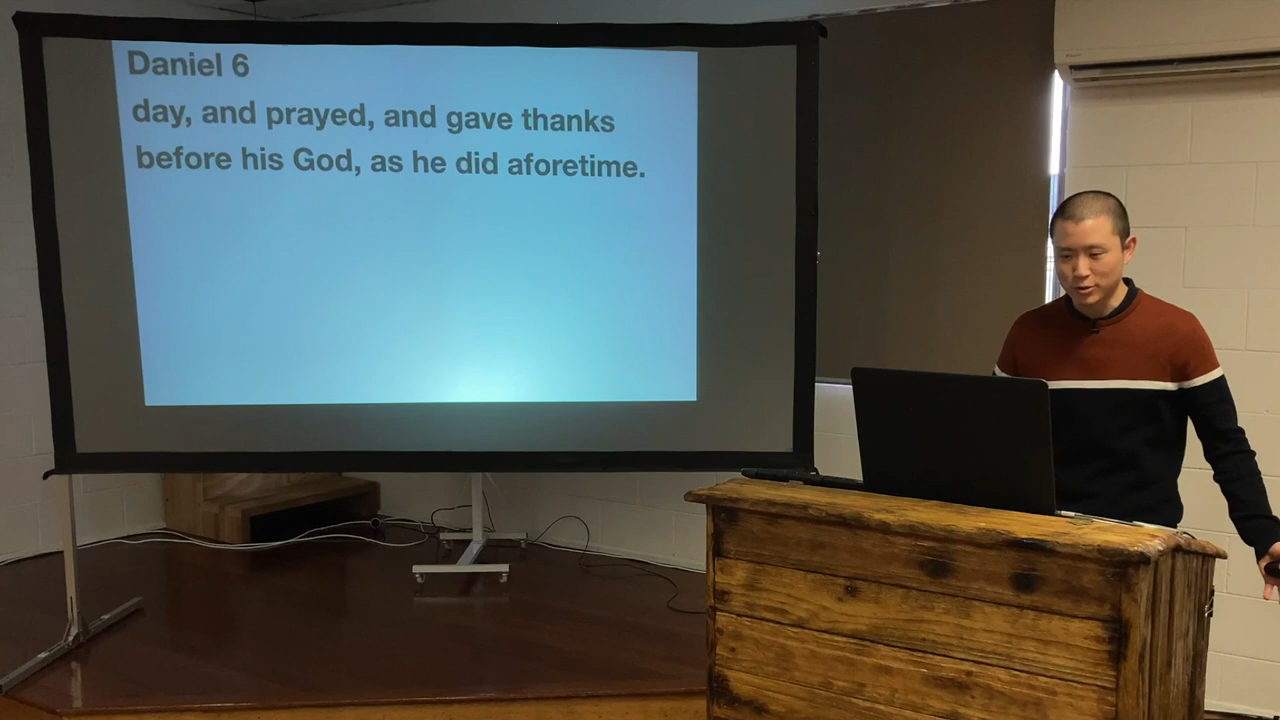 Daniel 6
day, and prayed, and gave thanks
before his God, as he did aforetime.